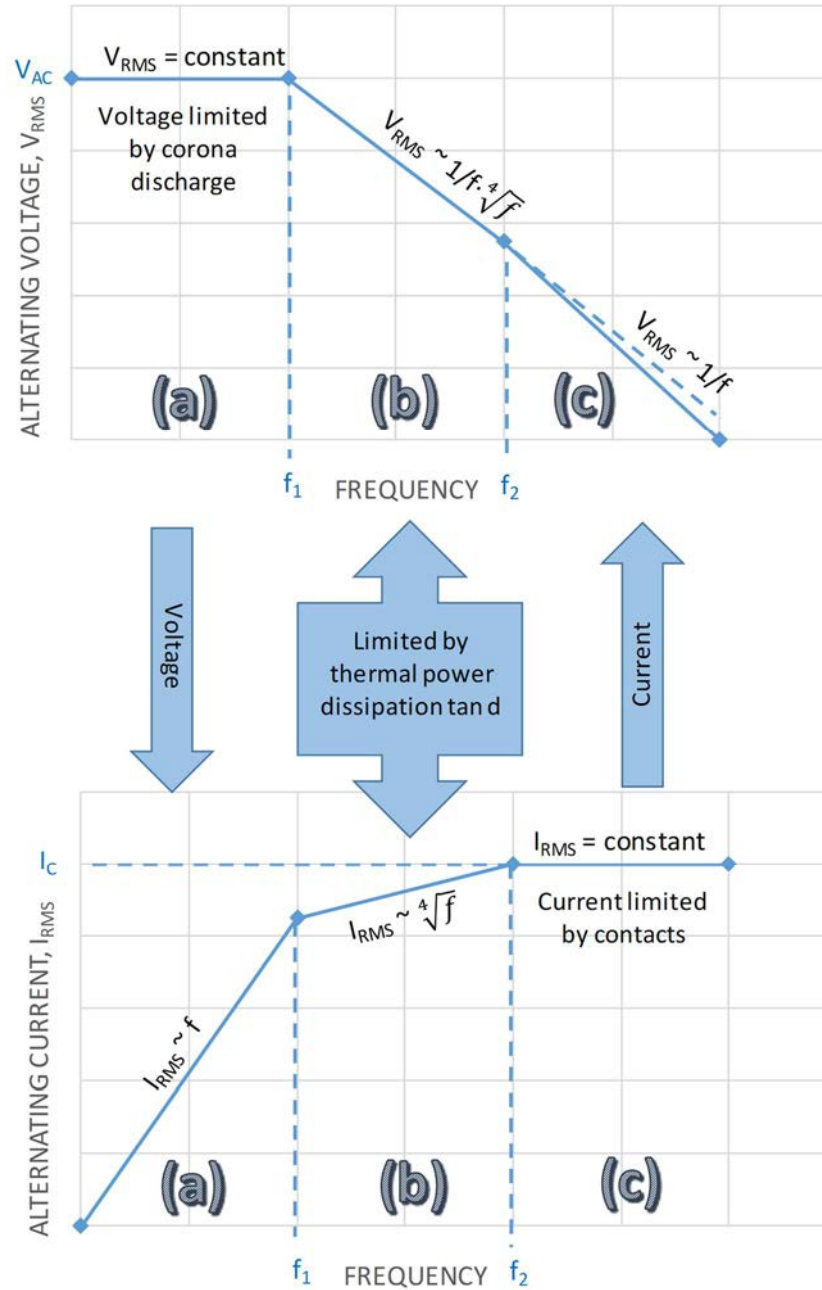 V_RMS = constant
V_AC
ALTERNATING VOLTAGE, V_RMS
Voltage limited
by corona
discharge
V_RMS ~ 1/f·∜f
V_RMS ~ 1/f
(a)
(b)
(c)
f₁
FREQUENCY
f₂
Voltage
Limited by
thermal power
dissipation tan d
Current
I_C
ALTERNATING CURRENT, I_RMS
I_RMS = constant
I_RMS ~ ∜f
Current limited
by contacts
I_RMS ~ f
(a)
(b)
(c)
f₁
FREQUENCY
f₂